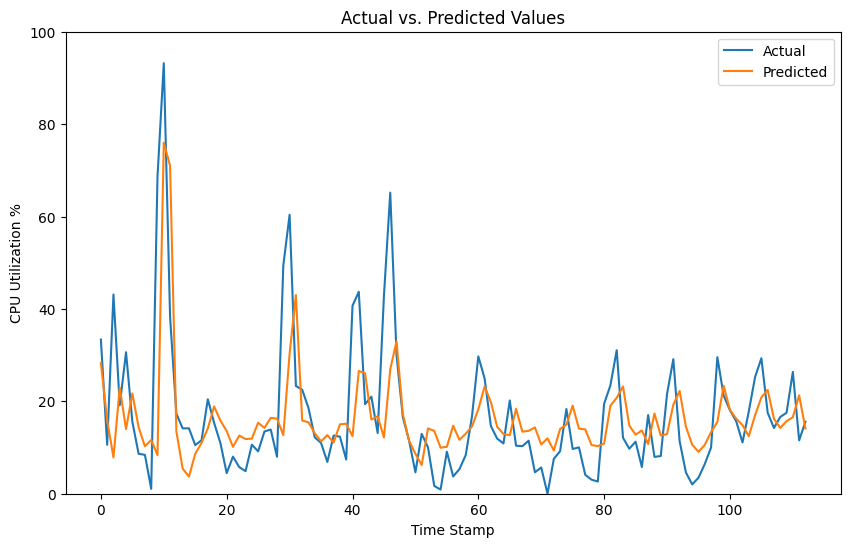 Actual vs. Predicted Values
Actual
Predicted
CPU Utilization %
100
80
60
40
20
0
0 20 40 60 80 100
Time Stamp